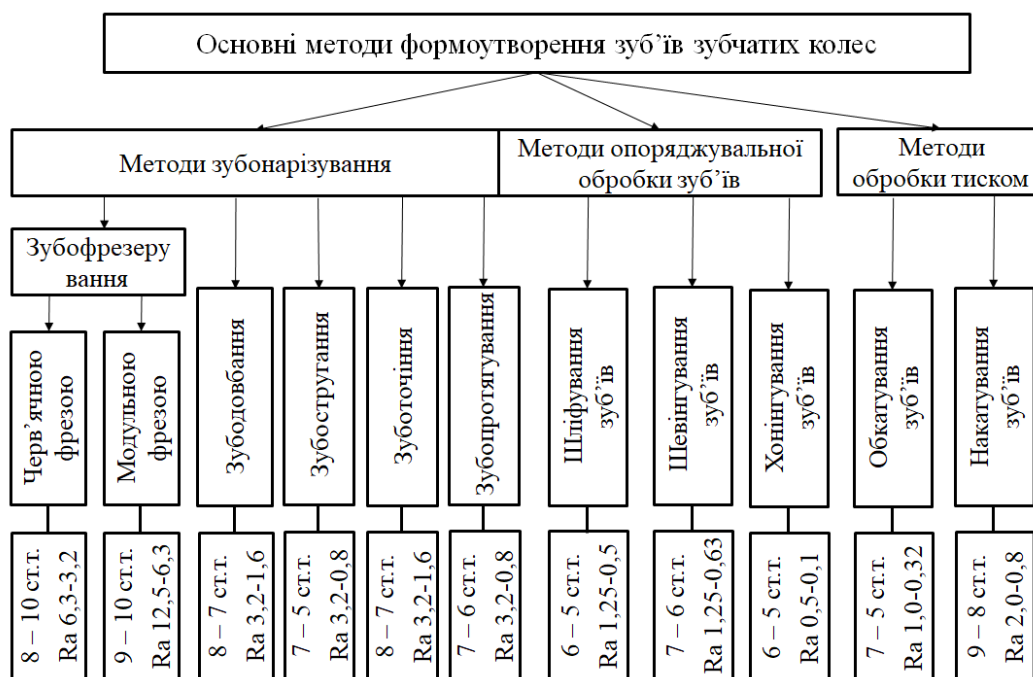 Основні методи формоутворення зуб’їв зубчатих колес
Методи зубонарізування
Методи опоряджувальної
обробки зуб’їв
Методи
обробки тиском
Зубофрезеру
вання
Черв’ячною
фрезою
Модульною
фрезою
Зубодовбання
Зубостругання
Зуботочіння
Зубопротягування
Шліфування
зуб’їв
Шевінгування
зуб’їв
Хонінгування
зуб’їв
Обкатування
зуб’їв
Накатування
зуб’їв
8 – 10 ст.т.
Ra 6,3-3,2
9 – 10 ст.т.
Ra 12,5-6,3
8 – 7 ст.т.
Ra 3,2-1,6
7 – 5 ст.т.
Ra 3,2-0,8
8 – 7 ст.т.
Ra 3,2-1,6
7 – 6 ст.т.
Ra 3,2-0,8
6 – 5 ст.т.
Ra 1,25-0,5
7 – 6 ст.т.
Ra 1,25-0,63
6 – 5 ст.т.
Ra 0,5-0,1
7 – 5 ст.т.
Ra 1,0-0,32
9 – 8 ст.т.
Ra 2,0-0,8